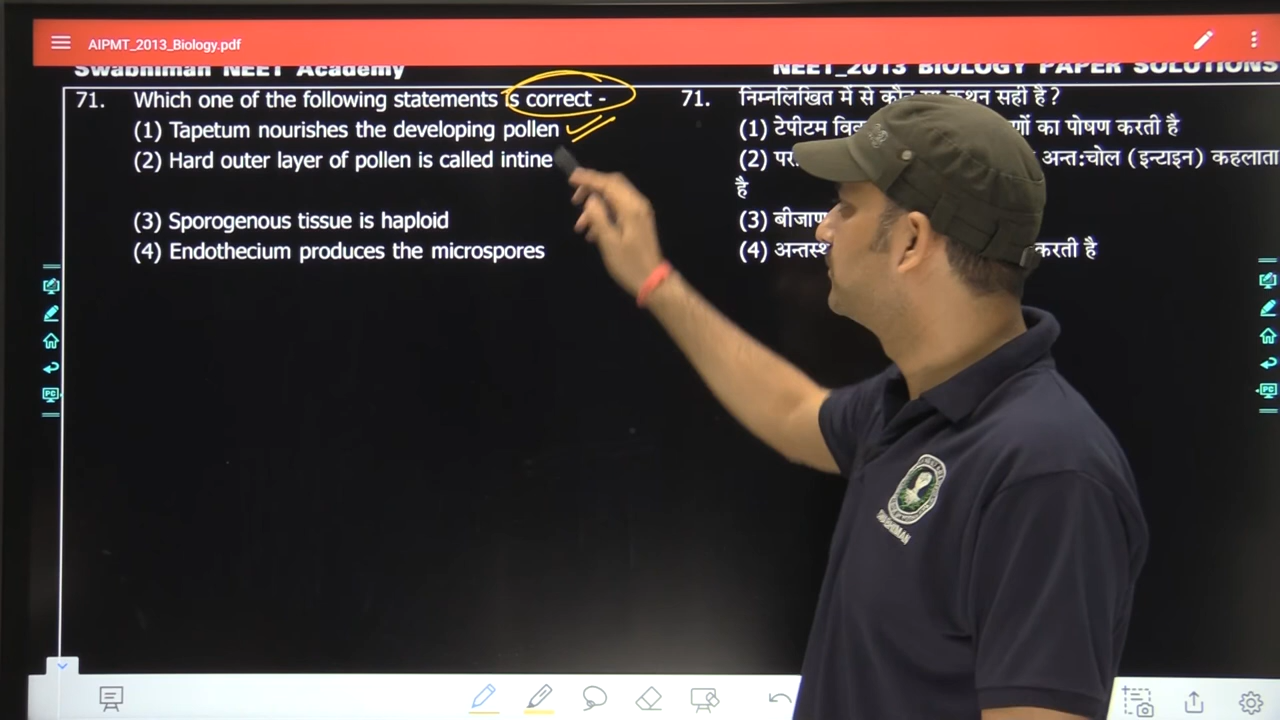 AIPMT_2013_Biology.pdf
Swabhiman NEET Academy
NEET_2013 BIOLOGY PAPER SOLUTIONS
71. Which one of the following statements is correct -
(1) Tapetum nourishes the developing pollen
(2) Hard outer layer of pollen is called intine
(3) Sporogenous tissue is haploid
(4) Endothecium produces the microspores
71. निम्नलिखित में से कथन सही है ?
(1) टेपीटम का पोषण करती है
(2) अन्त:चोल (इन्टाइन) कहलाता
है
(3)
(4) करती है
PC
PC